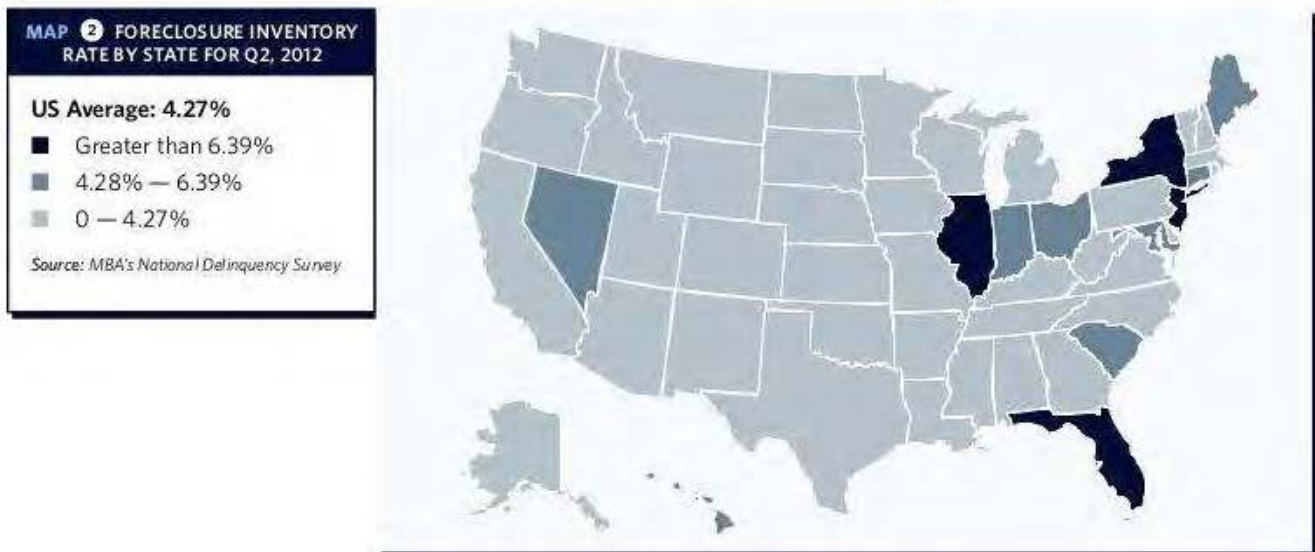 MAP 2 FORECLOSURE INVENTORY
RATE BY STATE FOR Q2, 2012
US Average: 4.27%
Greater than 6.39%
4.28% — 6.39%
0 — 4.27%
Source: MBA's National Delinquency Survey